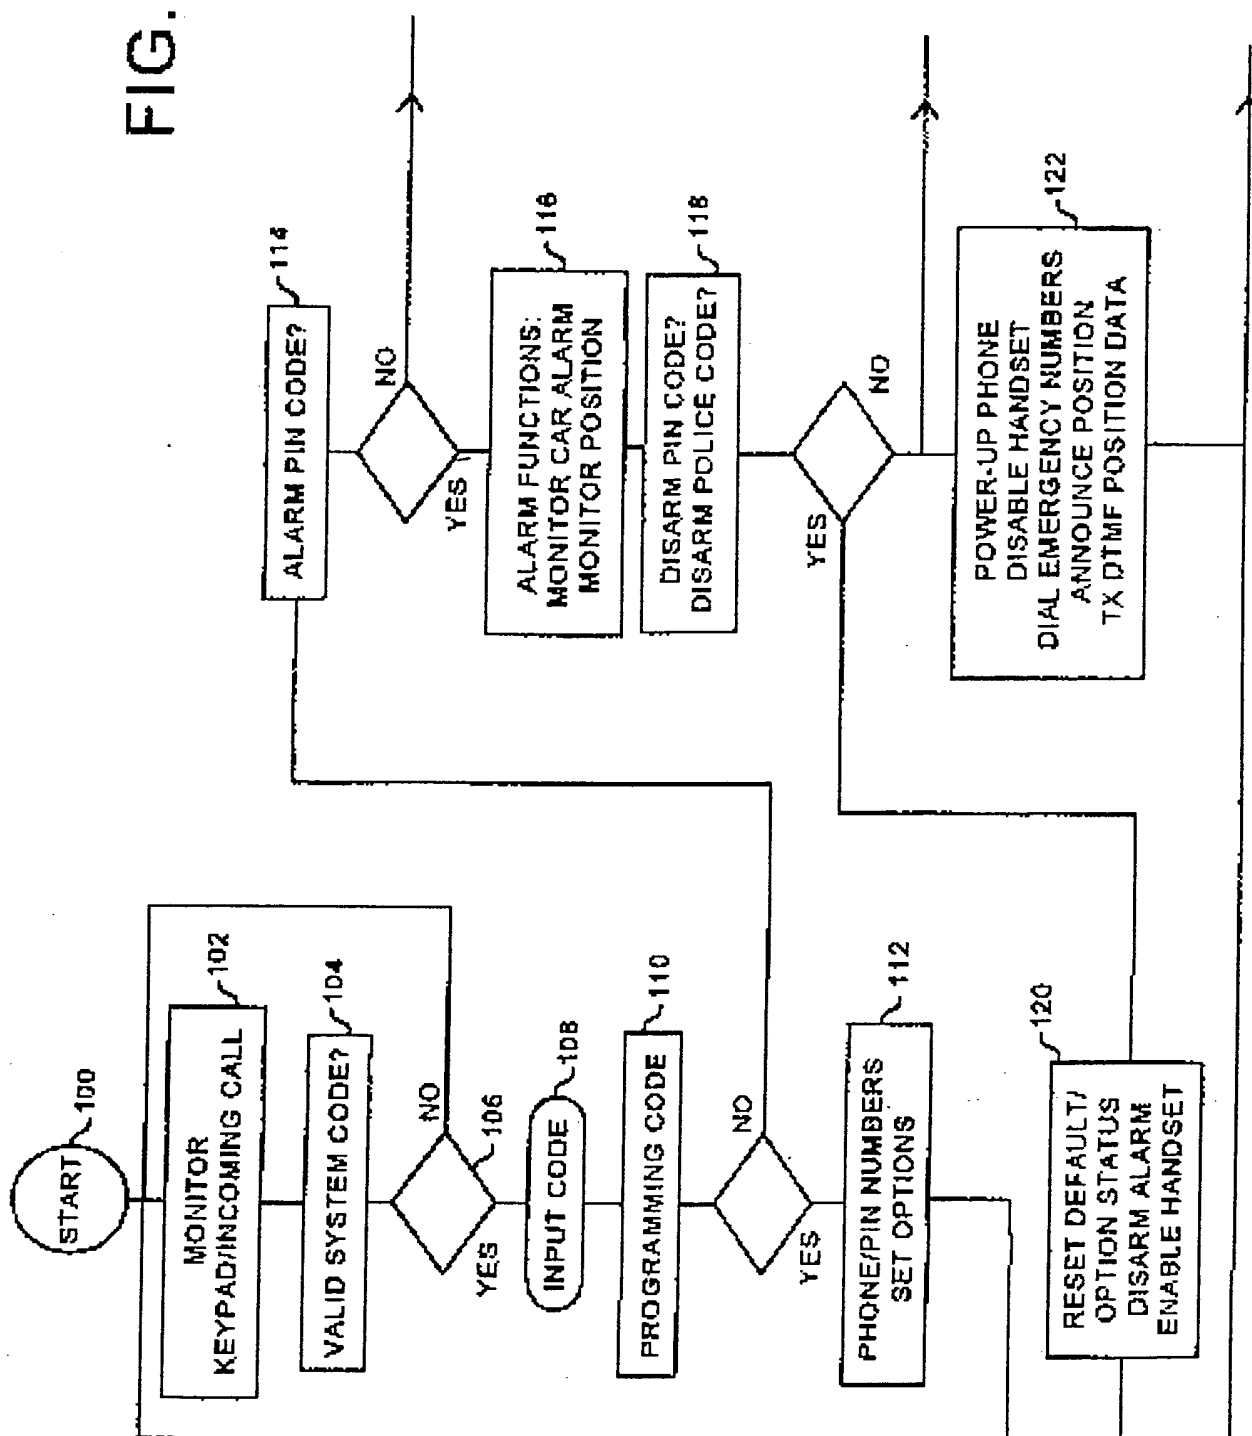 FIG.
START
100
MONITOR
KEYPAD/INCOMING CALL
102
VALID SYSTEM CODE?
104
NO
106
YES
INPUT CODE
108
PROGRAMMING CODE
110
NO
YES
PHONE/PIN NUMBERS
SET OPTIONS
112
RESET DEFAULT/
OPTION STATUS
DISARM ALARM
ENABLE HANDSET
120
ALARM PIN CODE?
114
NO
YES
ALARM FUNCTIONS:
MONITOR CAR ALARM
MONITOR POSITION
116
DISARM PIN CODE?
DISARM POLICE CODE?
118
YES
NO
POWER-UP PHONE
DISABLE HANDSET
DIAL EMERGENCY NUMBERS
ANNOUNCE POSITION
TX DTMF POSITION DATA
122